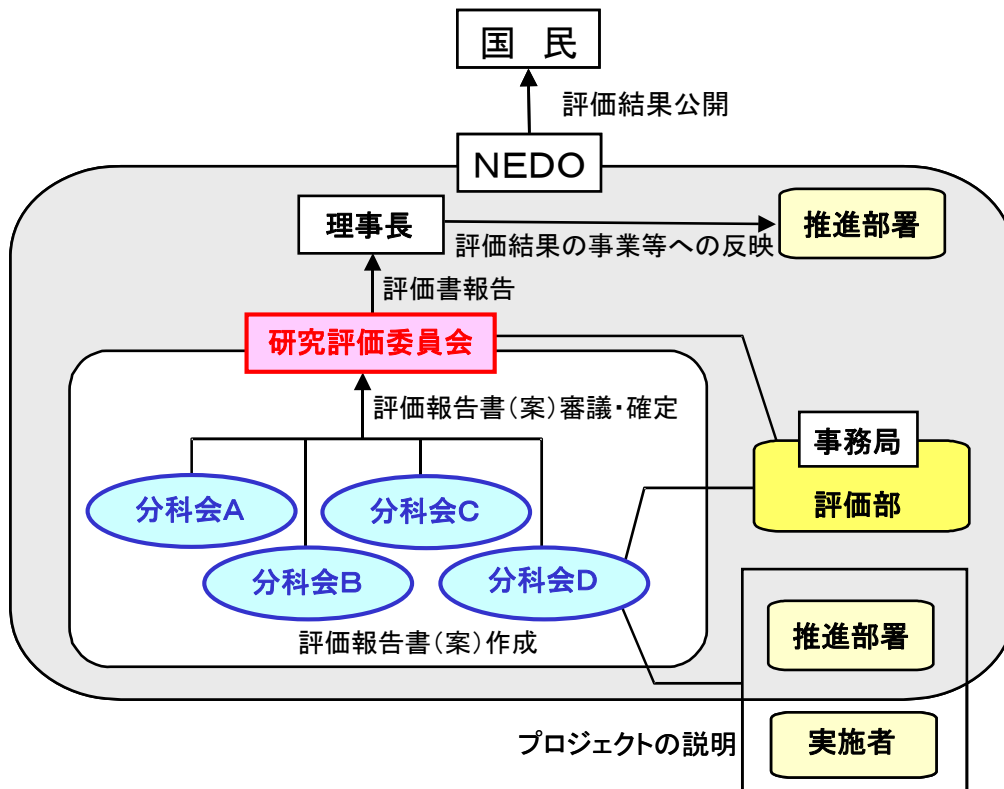 国　民
評価結果公開
NEDO
理事長
推進部署
評価結果の事業等への反映
評価書報告
研究評価委員会
評価報告書（案）審議・確定
事務局
評価部
分科会A
分科会C
分科会B
分科会D
評価報告書（案）作成
推進部署
プロジェクトの説明
実施者